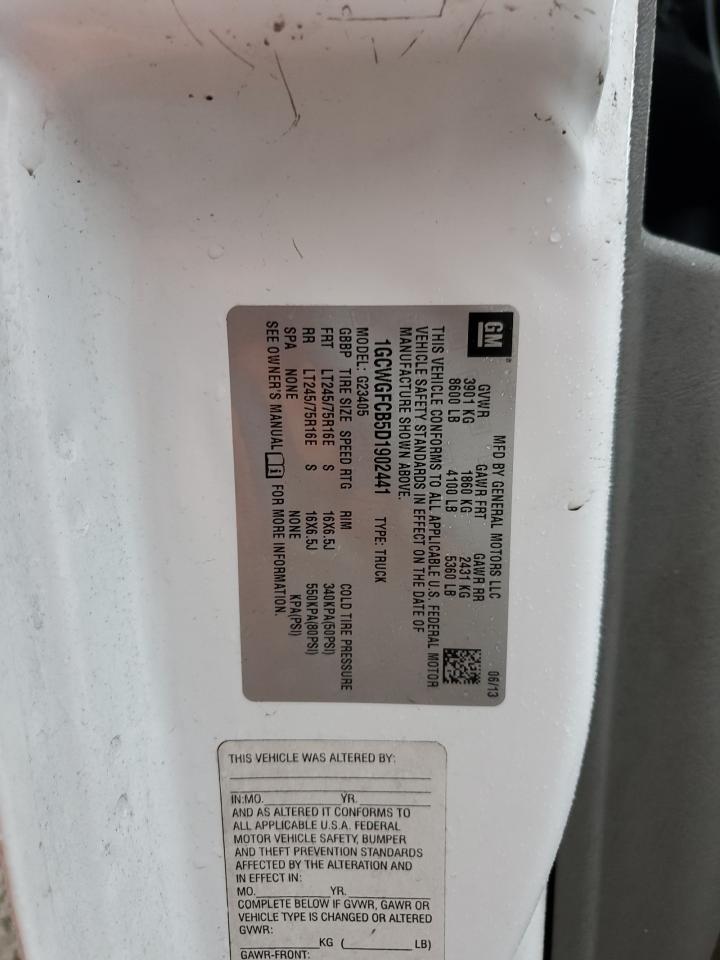 GM®
MFD BY GENERAL MOTORS LLC 06/13
GVWR GAWR FRT GAWR RR
3901 KG 1860 KG 2431 KG
8600 LB 4100 LB 5360 LB
THIS VEHICLE CONFORMS TO ALL APPLICABLE U.S. FEDERAL MOTOR
VEHICLE SAFETY STANDARDS IN EFFECT ON THE DATE OF
MANUFACTURE SHOWN ABOVE.
1GCWGFCB5D1902441 TYPE: TRUCK
MODEL: G23405
GBBP TIRE SIZE SPEED RTG RIM COLD TIRE PRESSURE
FRT LT245/75R16E S 16X6.5J 340KPA(50PSI)
RR LT245/75R16E S 16X6.5J 550KPA(80PSI)
SPA NONE NONE KPA(PSI)
SEE OWNER'S MANUAL FOR MORE INFORMATION.
THIS VEHICLE WAS ALTERED BY:
IN:MO. YR.
AND AS ALTERED IT CONFORMS TO
ALL APPLICABLE U.S.A. FEDERAL
MOTOR VEHICLE SAFETY, BUMPER
AND THEFT PREVENTION STANDARDS
AFFECTED BY THE ALTERATION AND
IN EFFECT IN:
MO. YR.
COMPLETE BELOW IF GVWR, GAWR OR
VEHICLE TYPE IS CHANGED OR ALTERED
GVWR:
KG ( LB)
GAWR-FRONT: